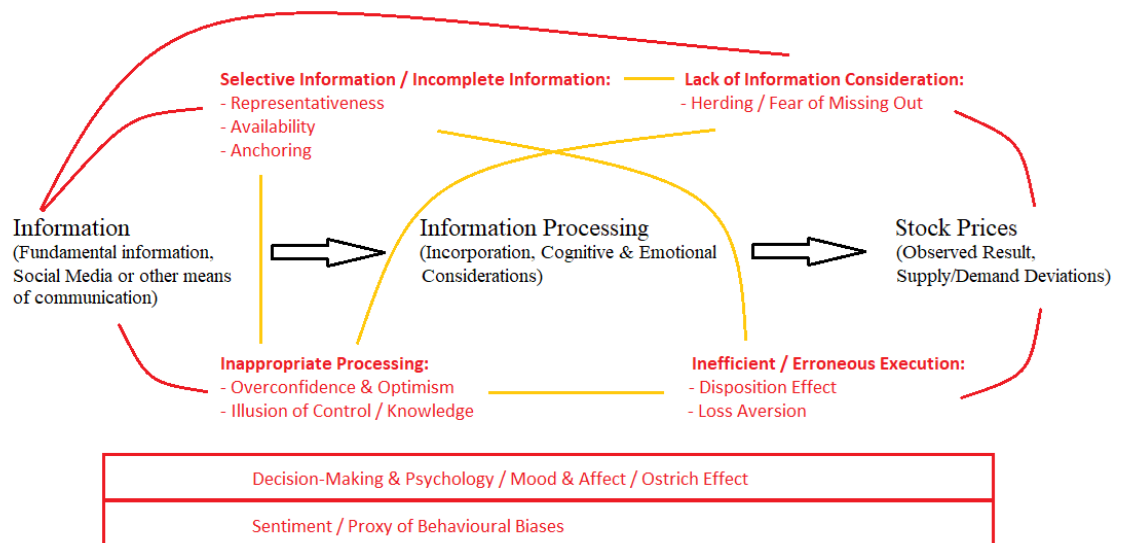 Selective Information / Incomplete Information:
- Representativeness
- Availability
- Anchoring
Lack of Information Consideration:
- Herding / Fear of Missing Out
Information
(Fundamental information,
Social Media or other means
of communication)
Information Processing
(Incorporation, Cognitive & Emotional
Considerations)
Stock Prices
(Observed Result,
Supply/Demand Deviations)
Inappropriate Processing:
- Overconfidence & Optimism
- Illusion of Control / Knowledge
Inefficient / Erroneous Execution:
- Disposition Effect
- Loss Aversion
Decision-Making & Psychology / Mood & Affect / Ostrich Effect
Sentiment / Proxy of Behavioural Biases